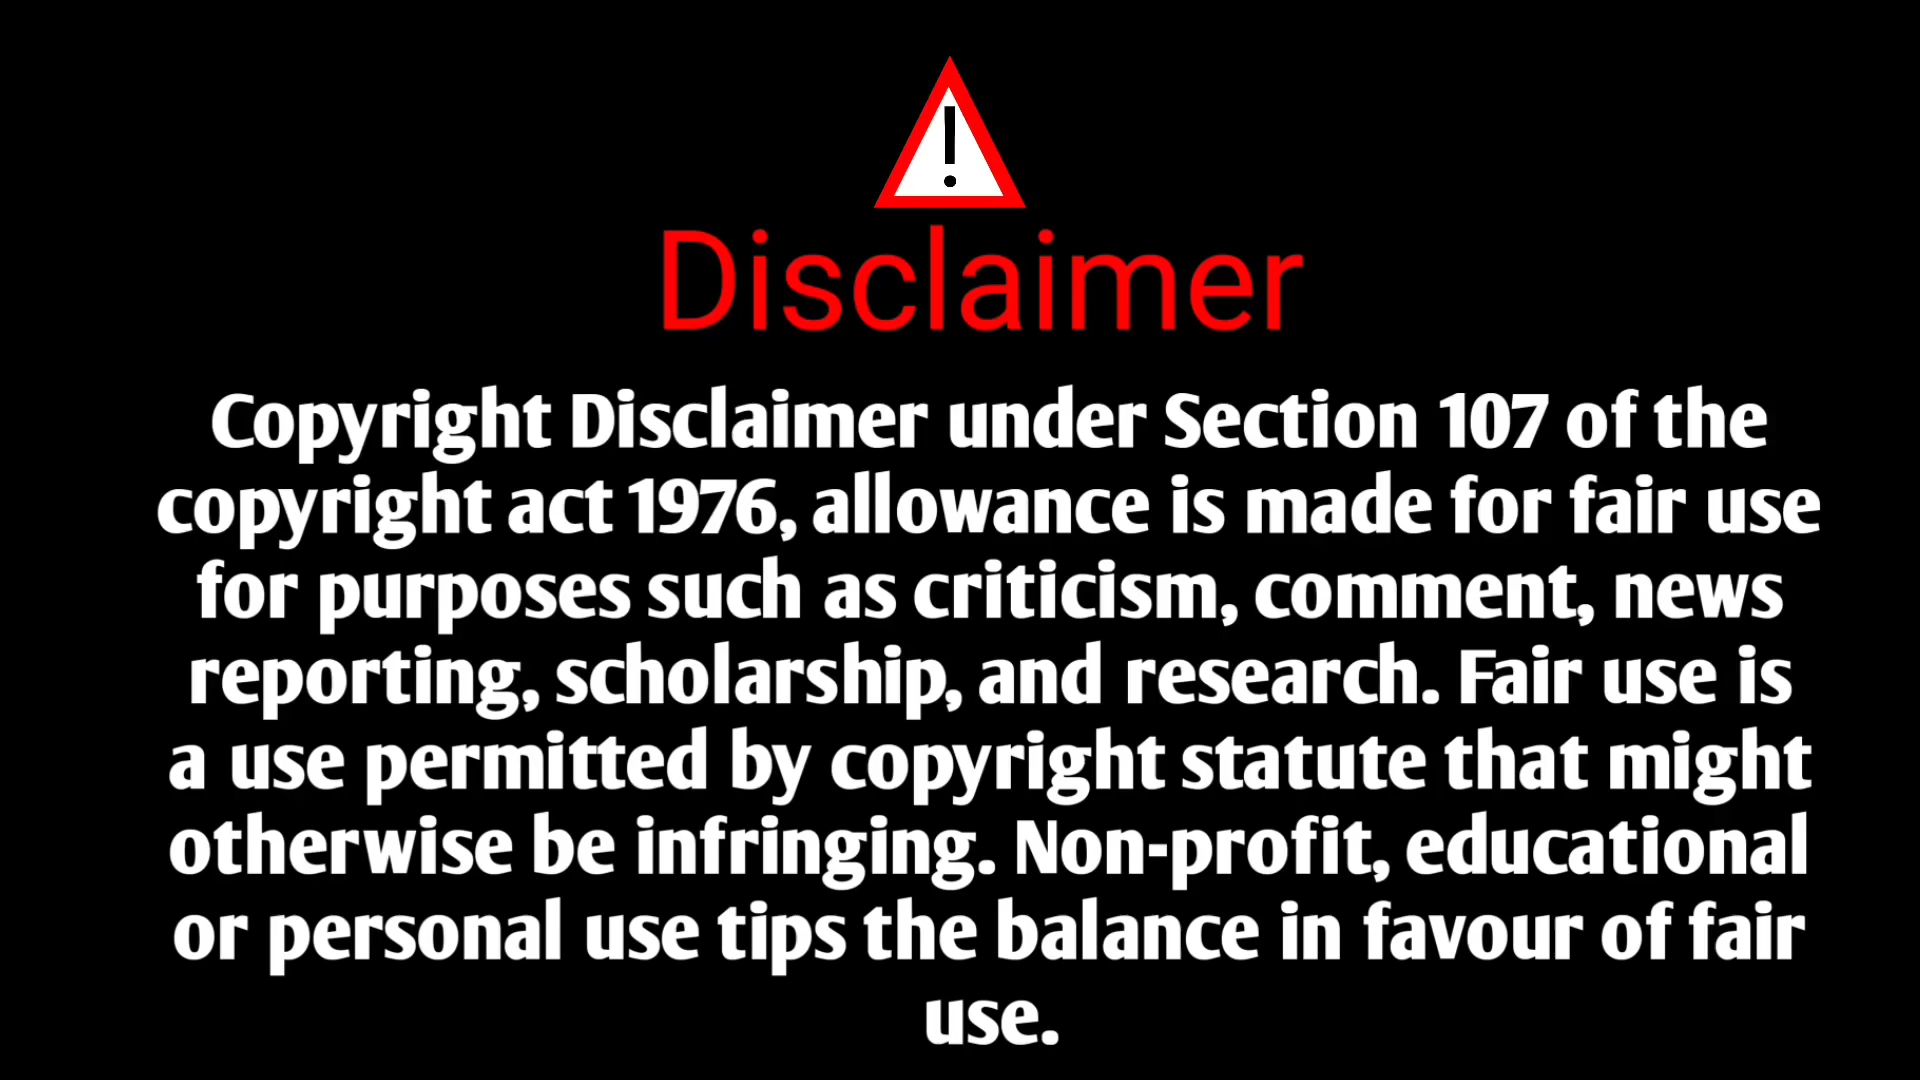 Disclaimer
Copyright Disclaimer under Section 107 of the
copyright act 1976, allowance is made for fair use
for purposes such as criticism, comment, news
reporting, scholarship, and research. Fair use is
a use permitted by copyright statute that might
otherwise be infringing. Non-profit, educational
or personal use tips the balance in favour of fair
use.